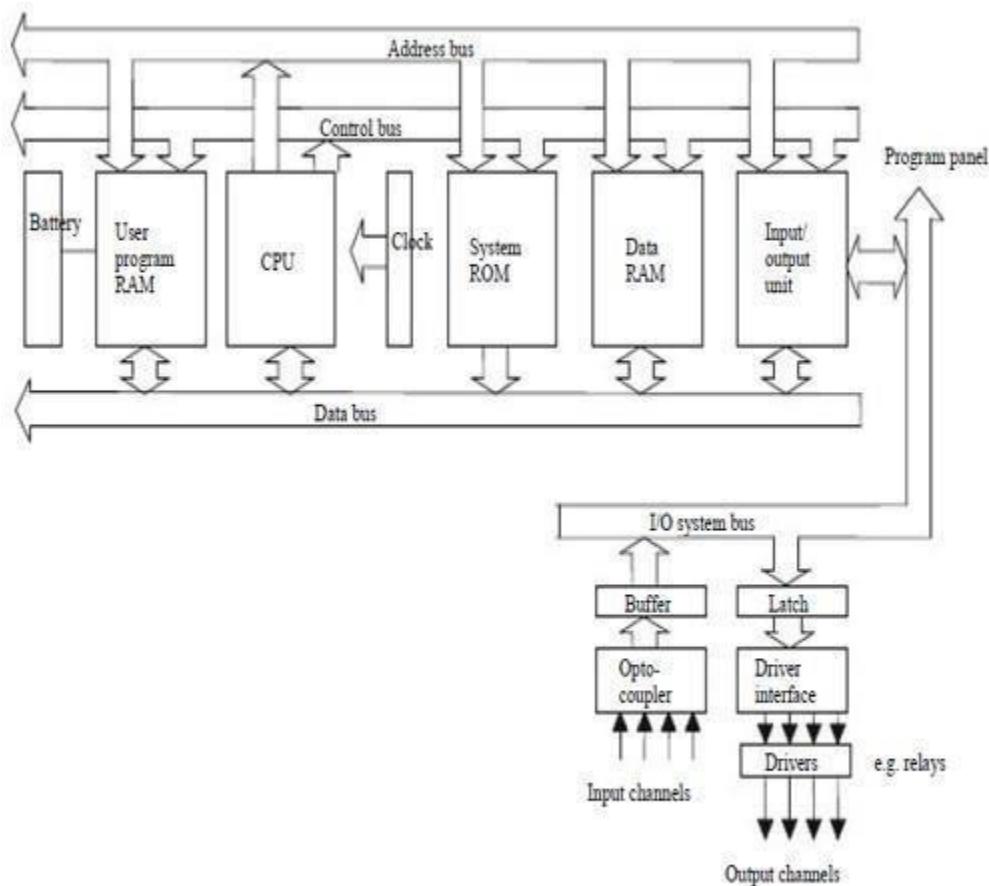 Address bus
Control bus
Program panel
Battery
User
program
RAM
CPU
Clock
System
ROM
Data
RAM
Input/
output
unit
Data bus
I/O system bus
Buffer
Latch
Opto-
coupler
Driver
interface
Drivers
e.g. relays
Input channels
Output channels